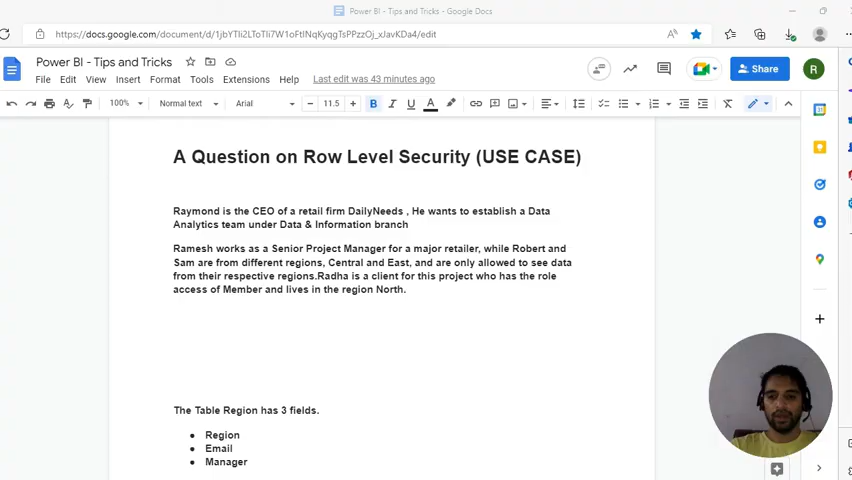 Power BI - Tips and Tricks - Google Docs
https://docs.google.com/document/d/1jbYTIi2LToTIi7W1oFtINqKyqgTsPPzzOj_xJavKDA4/edit
Power BI - Tips and Tricks
File Edit View Insert Format Tools Extensions Help Last edit was 43 minutes ago
Share
R
100% Normal text Arial 11.5 B I U A
A Question on Row Level Security (USE CASE)
Raymond is the CEO of a retail firm DailyNeeds , He wants to establish a Data
Analytics team under Data & Information branch
Ramesh works as a Senior Project Manager for a major retailer, while Robert and
Sam are from different regions, Central and East, and are only allowed to see data
from their respective regions.Radha is a client for this project who has the role
access of Member and lives in the region North.
The Table Region has 3 fields.
● Region
● Email
● Manager